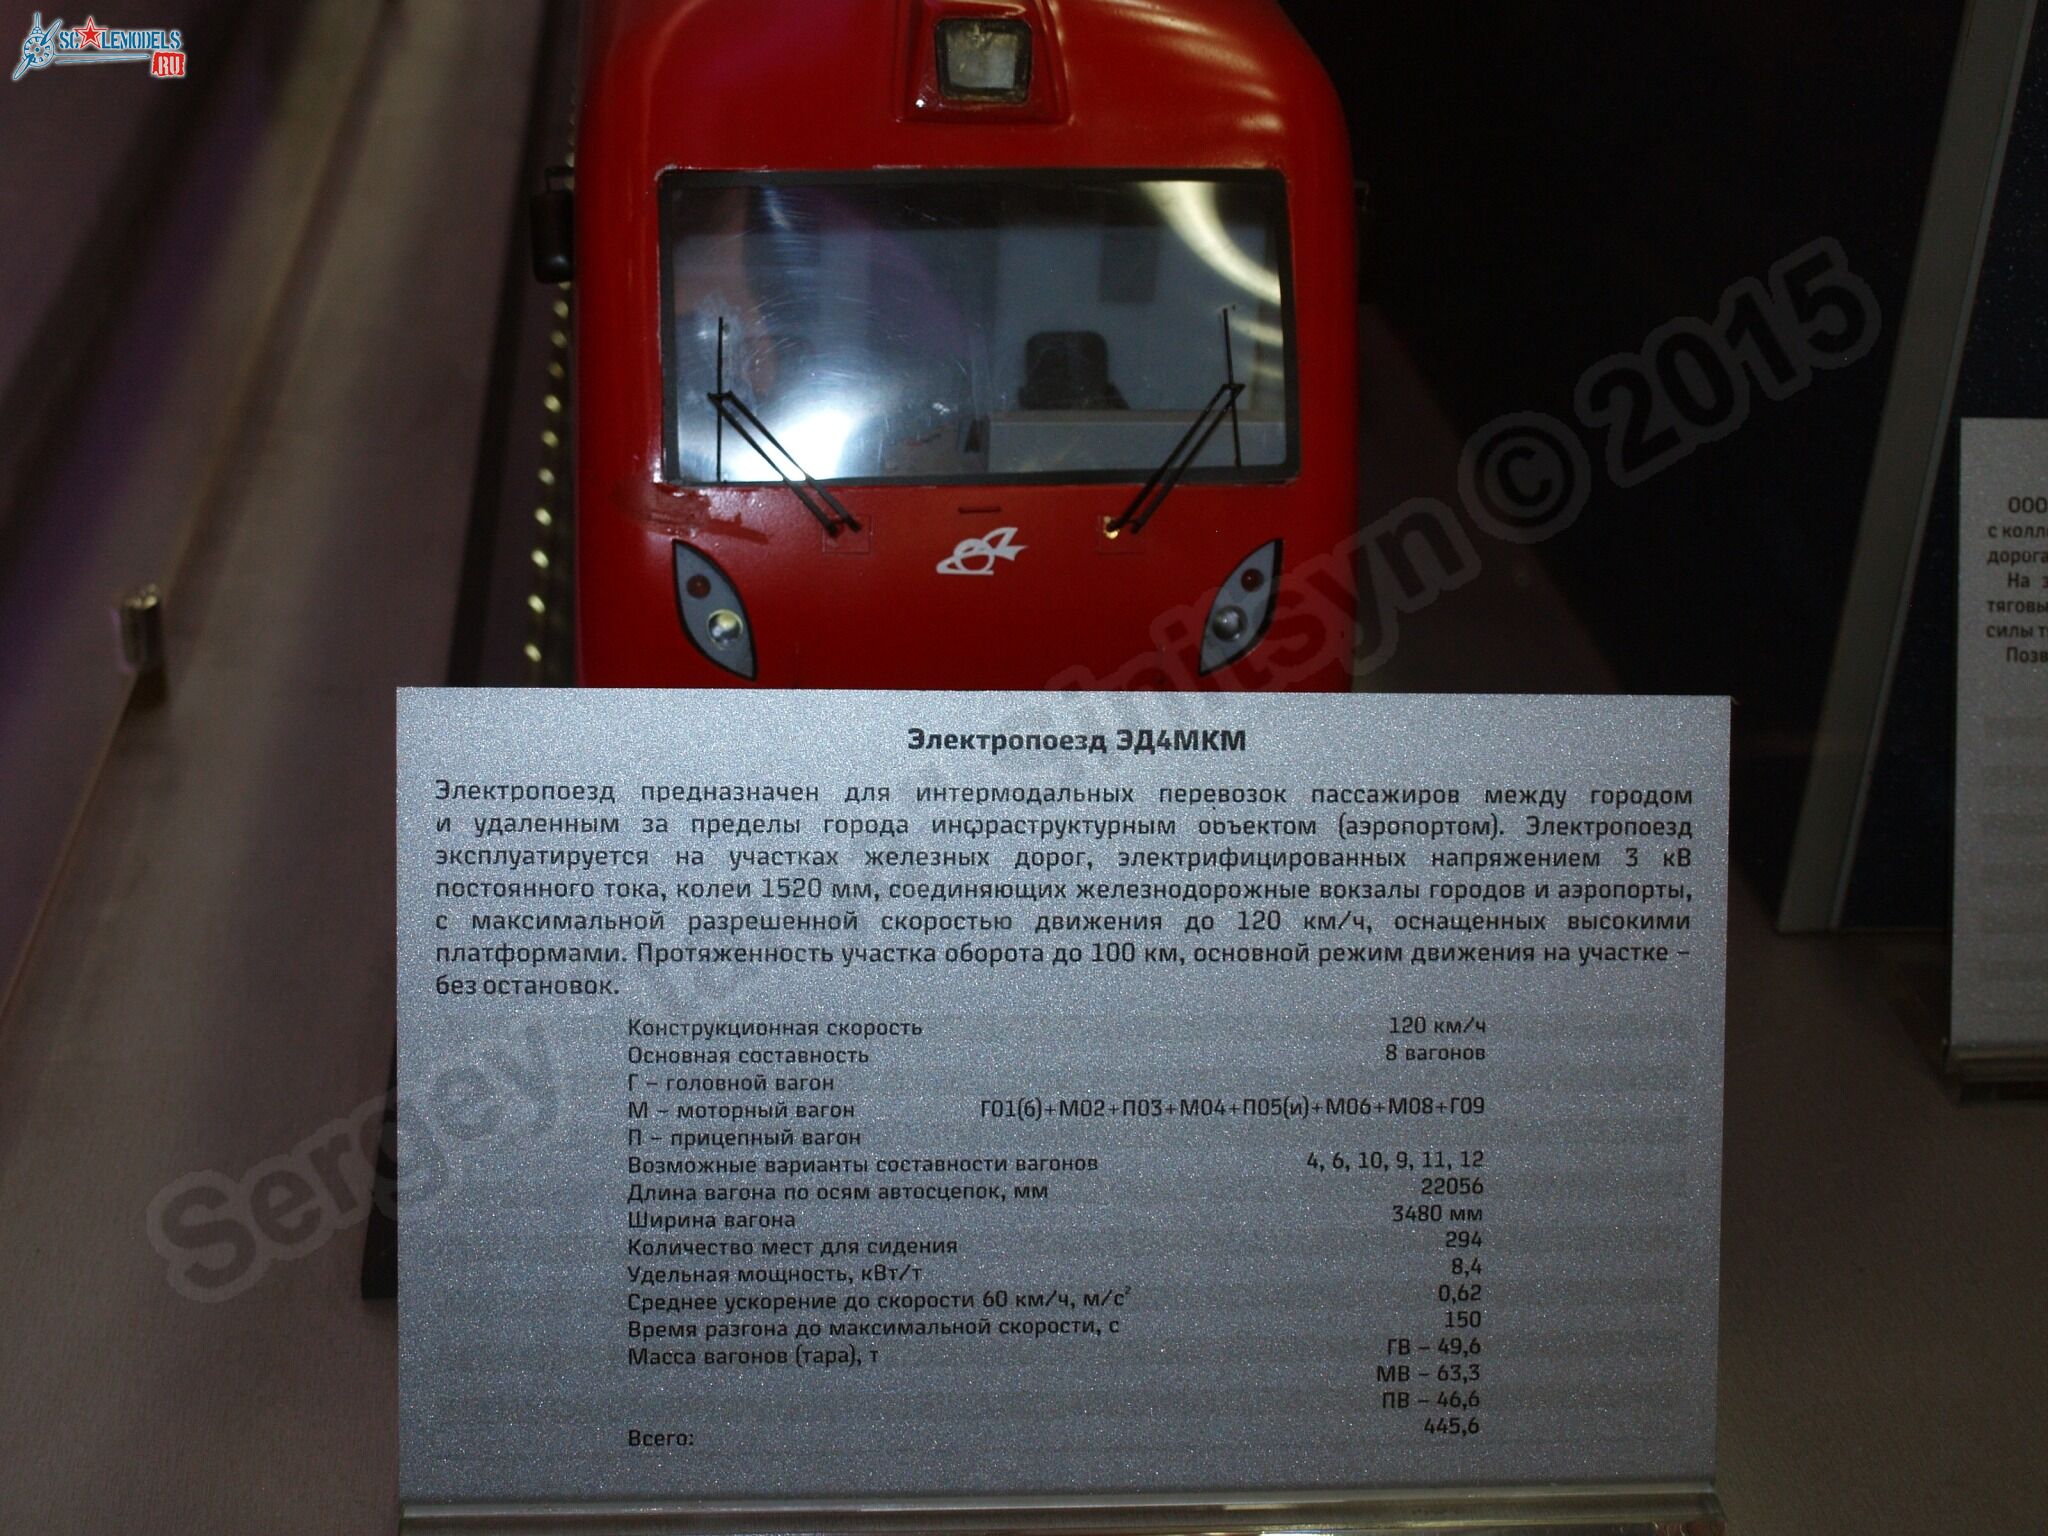 SCALEMODELS
.RU
Электропоезд ЭД4МКМ
Электропоезд предназначен для интермодальных перевозок пассажиров между городом
и удаленным за пределы города инфраструктурным объектом (аэропортом). Электропоезд
эксплуатируется на участках железных дорог, электрифицированных напряжением 3 кВ
постоянного тока, колеи 1520 мм, соединяющих железнодорожные вокзалы городов и аэропорты,
с максимальной разрешенной скоростью движения до 120 км/ч, оснащенных высокими
платформами. Протяженность участка оборота до 100 км, основной режим движения на участке –
без остановок.
Конструкционная скорость 120 км/ч
Основная составность 8 вагонов
Г – головной вагон
М – моторный вагон Г01(б)+М02+П03+М04+П05(и)+М06+М08+Г09
П – прицепный вагон
Возможные варианты составности вагонов 4, 6, 10, 9, 11, 12
Длина вагона по осям автосцепок, мм 22056
Ширина вагона 3480 мм
Количество мест для сидения 294
Удельная мощность, кВт/т 8,4
Среднее ускорение до скорости 60 км/ч, м/с² 0,62
Время разгона до максимальной скорости, с 150
Масса вагонов (тара), т ГВ – 49,6
МВ – 63,3
ПВ – 46,6
Всего: 445,6
ООО
с
На
Sergey © 2015